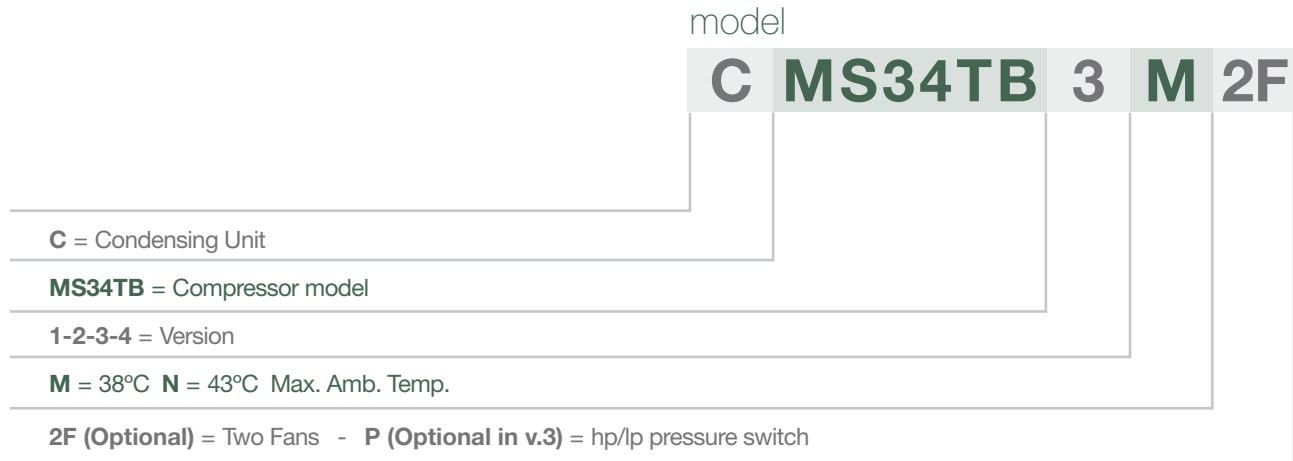 model
C MS34TB 3 M 2F
C = Condensing Unit
MS34TB = Compressor model
1-2-3-4 = Version
M = 38ºC N = 43ºC Max. Amb. Temp.
2F (Optional) = Two Fans - P (Optional in v.3) = hp/lp pressure switch